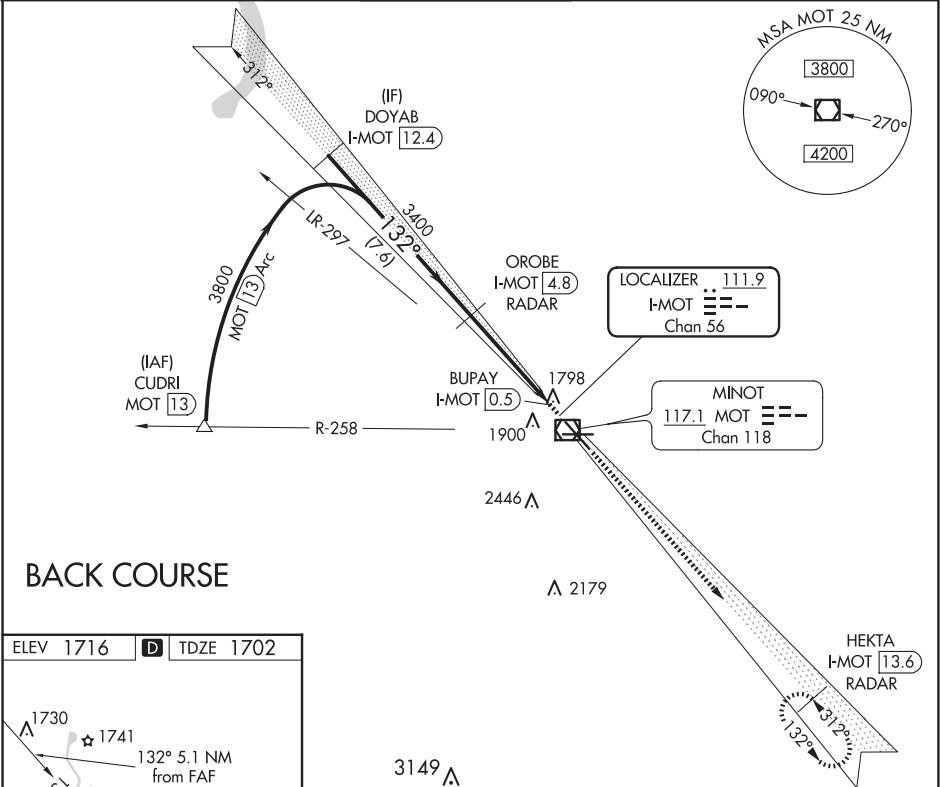 MSA MOT 25 NM
3800
090°
270°
4200
312°
(IF)
DOYAB
I-MOT 12.4
3400
132°
(7.6)
LR-297
3800
MOT 13 Arc
OROBE
I-MOT 4.8
RADAR
LOCALIZER 111.9
I-MOT
Chan 56
(IAF)
CUDRI
MOT 13
BUPAY
I-MOT 0.5
1798
1900
R-258
MINOT
117.1 MOT
Chan 118
2446
2179
BACK COURSE
HEKTA
I-MOT 13.6
RADAR
312°
132°
ELEV 1716 D TDZE 1702
1730
1741
132° 5.1 NM
from FAF
3149